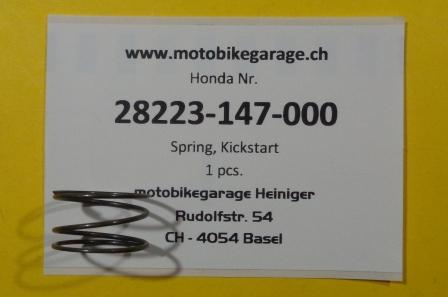 www.motobikegarage.ch
Honda Nr.
28223-147-000
Spring, Kickstart
1 pcs.
motobikegarage Heiniger
Rudolfstr. 54
CH - 4054 Basel